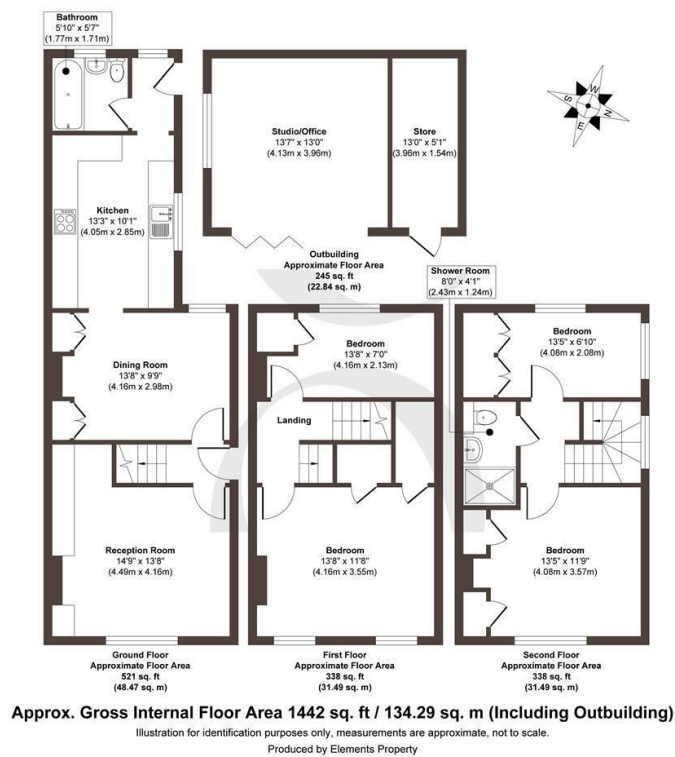 Bathroom
5'10" x 5'7"
(1.77m x 1.71m)
Studio/Office
13'7" x 13'0"
(4.13m x 3.96m)
Store
13'0" x 5'1"
(3.96m x 1.54m)
W
S
N
E
Kitchen
13'3" x 10'1"
(4.05m x 2.85m)
Outbuilding
Approximate Floor Area
245 sq. ft
(22.84 sq. m)
Shower Room
8'0" x 4'1"
(2.43m x 1.24m)
Dining Room
13'8" x 9'9"
(4.16m x 2.98m)
Bedroom
13'8" x 7'0"
(4.16m x 2.13m)
Bedroom
13'5" x 6'10"
(4.08m x 2.08m)
Landing
Reception Room
14'9" x 13'8"
(4.49m x 4.16m)
Bedroom
13'8" x 11'8"
(4.16m x 3.55m)
Bedroom
13'5" x 11'9"
(4.08m x 3.57m)
Ground Floor
Approximate Floor Area
521 sq. ft
(48.47 sq. m)
First Floor
Approximate Floor Area
338 sq. ft
(31.49 sq. m)
Second Floor
Approximate Floor Area
338 sq. ft
(31.49 sq. m)
Approx. Gross Internal Floor Area 1442 sq. ft / 134.29 sq. m (Including Outbuilding)
Illustration for identification purposes only, measurements are approximate, not to scale.
Produced by Elements Property